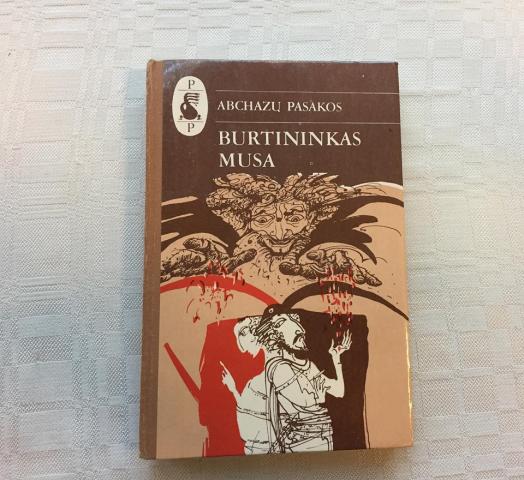 P
P
ABCHAZŲ PASAKOS
BURTININKAS
MUSA